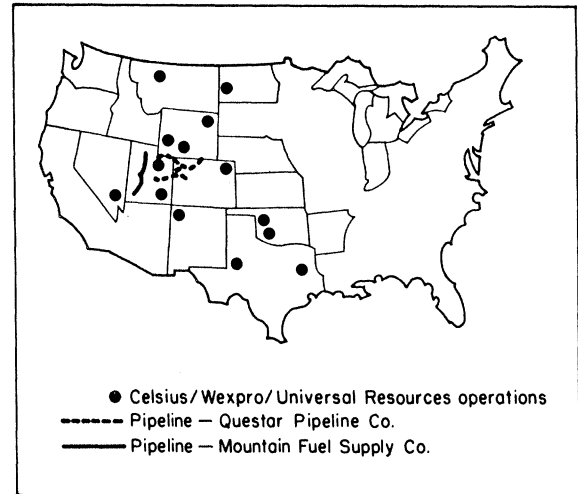 Celsius/Wexpro/Universal Resources operations
Pipeline — Questar Pipeline Co.
Pipeline — Mountain Fuel Supply Co.